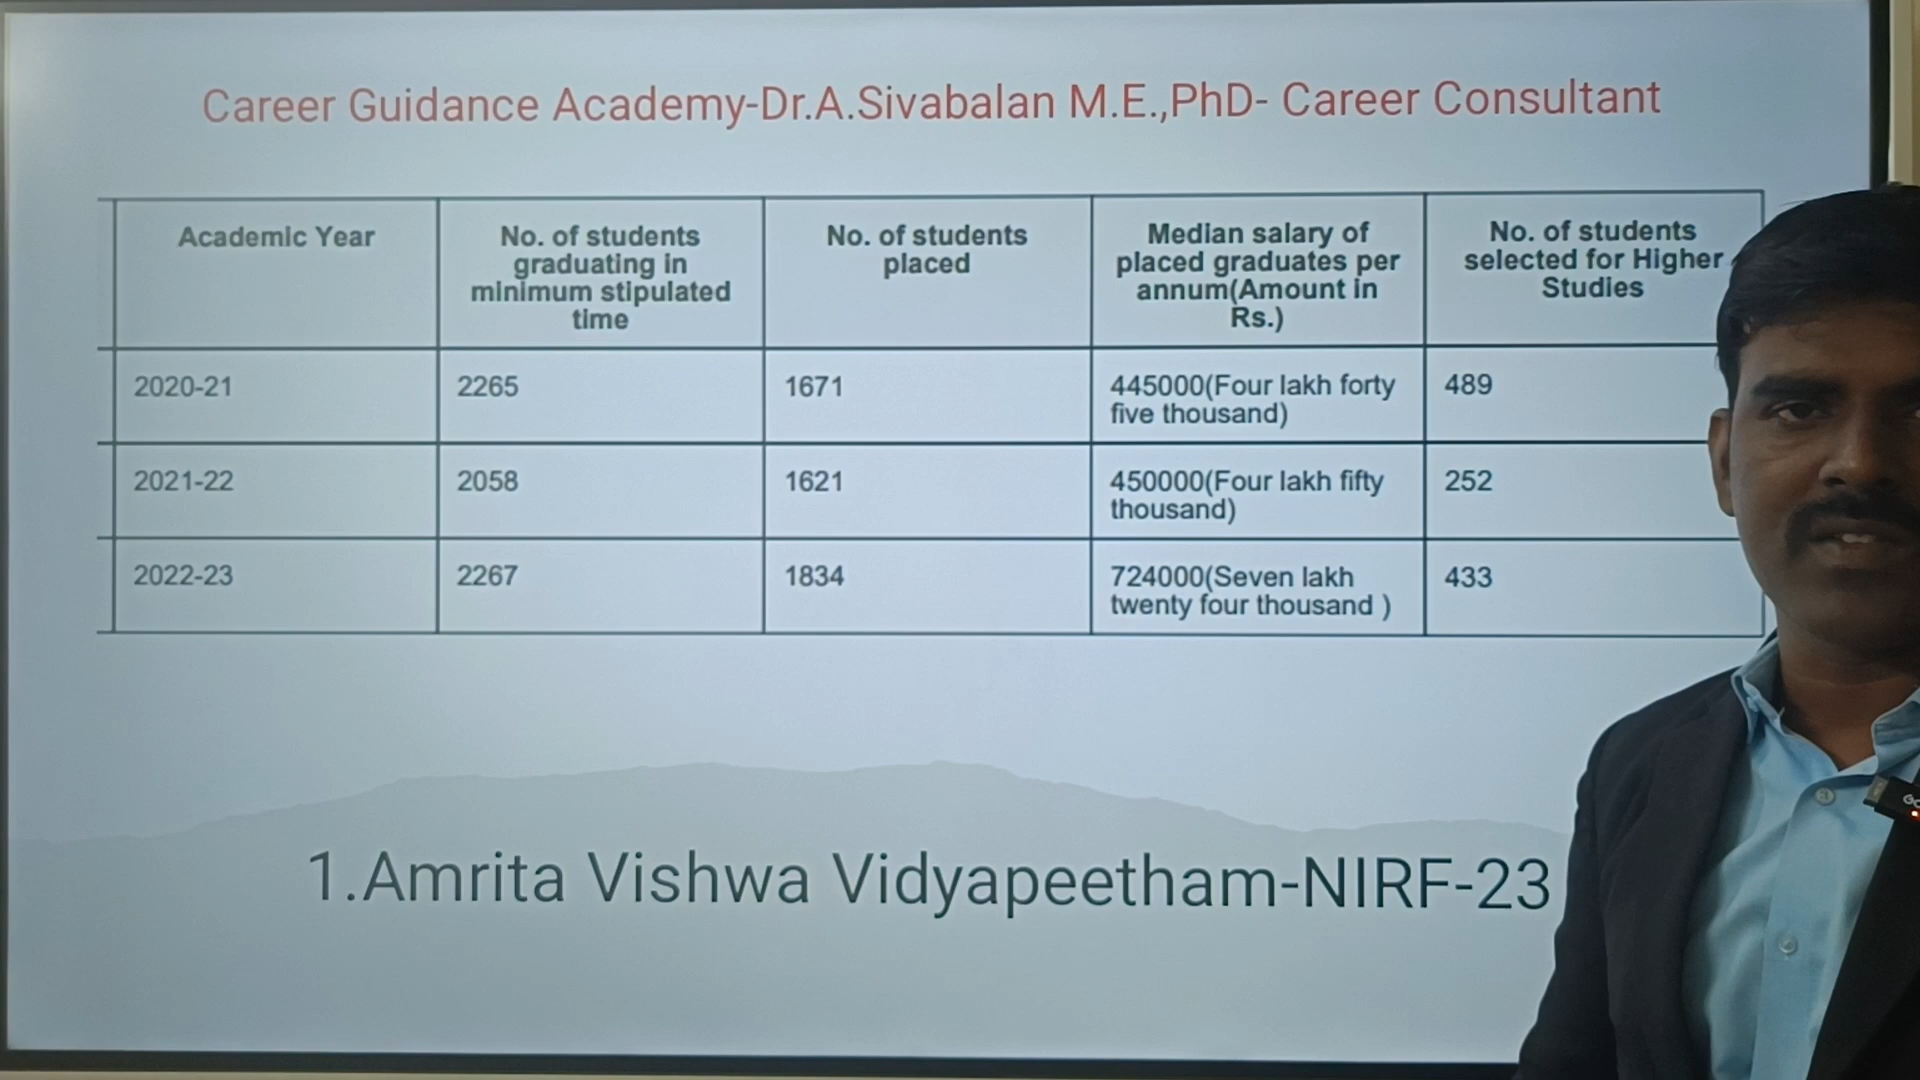 Career Guidance Academy-Dr.A.Sivabalan M.E.,PhD- Career Consultant
Academic Year
No. of students
graduating in
minimum stipulated
time
No. of students
placed
Median salary of
placed graduates per
annum(Amount in
Rs.)
No. of students
selected for Higher
Studies
2020-21
2265
1671
445000(Four lakh forty
five thousand)
489
2021-22
2058
1621
450000(Four lakh fifty
thousand)
252
2022-23
2267
1834
724000(Seven lakh
twenty four thousand )
433
1.Amrita Vishwa Vidyapeetham-NIRF-23